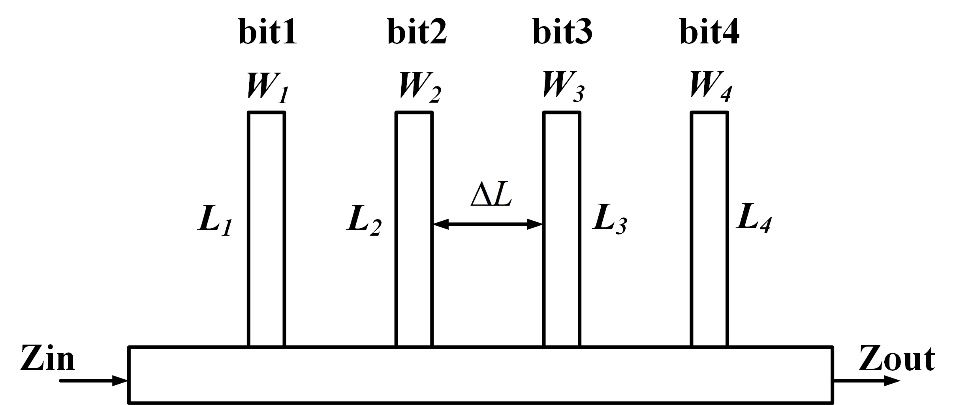 bit1 bit2 bit3 bit4
W1 W2 W3 W4
ΔL
L1 L2 L3 L4
Zin Zout